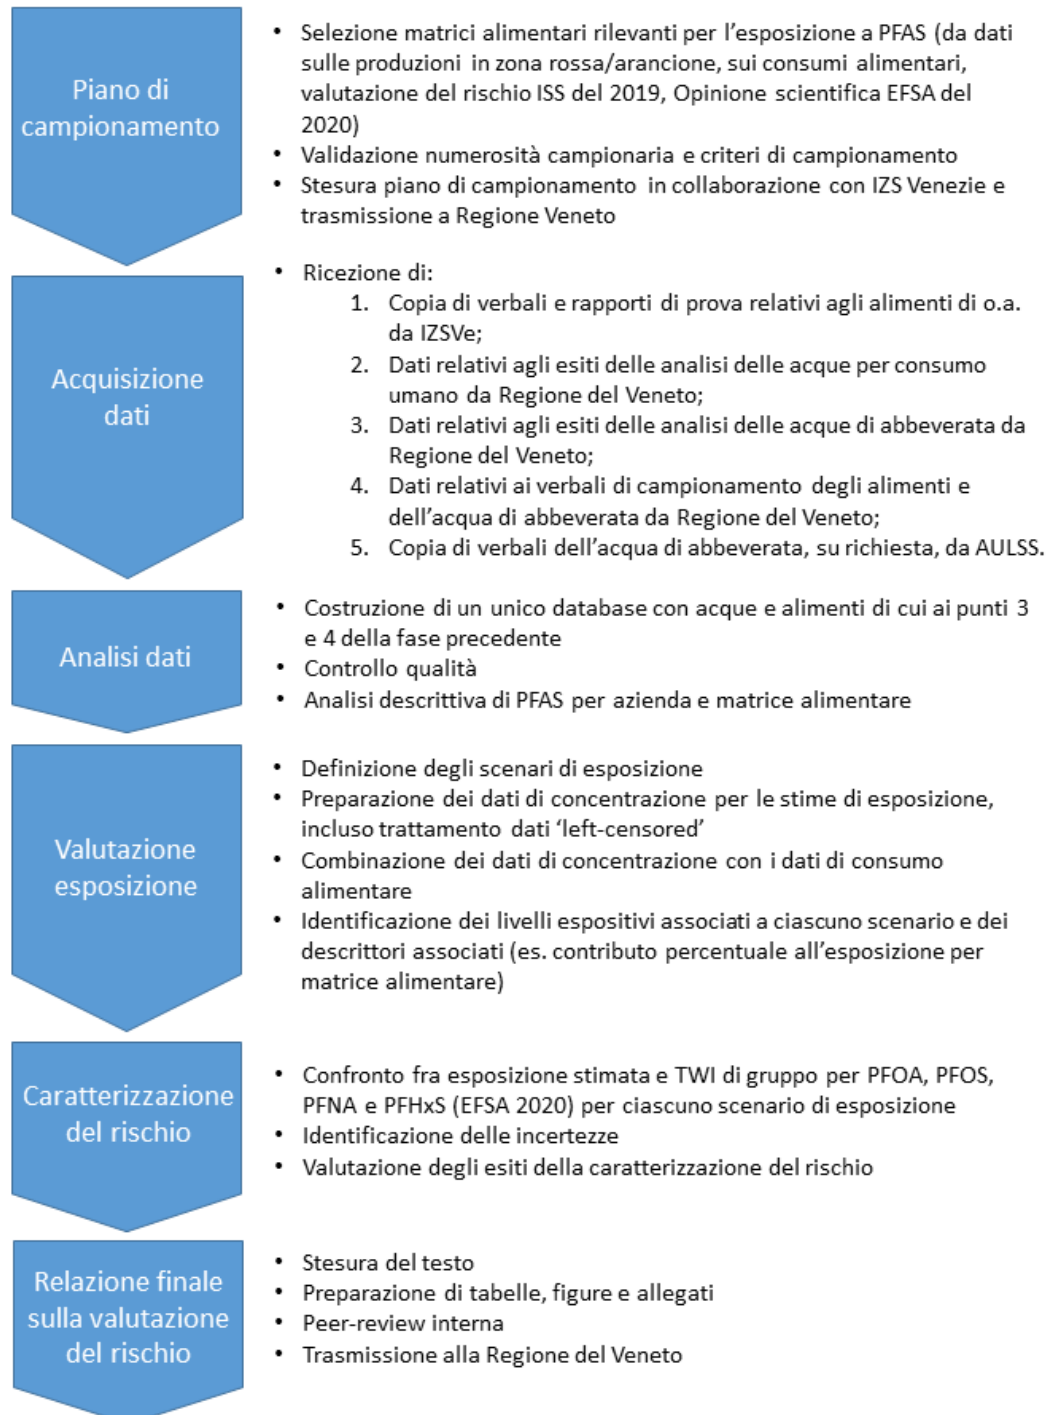 Piano di
campionamento
• Selezione matrici alimentari rilevanti per l'esposizione a PFAS (da dati
sulle produzioni in zona rossa/arancione, sui consumi alimentari,
valutazione del rischio ISS del 2019, Opinione scientifica EFSA del
2020)
• Validazione numerosità campionaria e criteri di campionamento
• Stesura piano di campionamento in collaborazione con IZS Venezie e
trasmissione a Regione Veneto
Acquisizione
dati
• Ricezione di:
1. Copia di verbali e rapporti di prova relativi agli alimenti di o.a.
da IZSVe;
2. Dati relativi agli esiti delle analisi delle acque per consumo
umano da Regione del Veneto;
3. Dati relativi agli esiti delle analisi delle acque di abbeverata da
Regione del Veneto;
4. Dati relativi ai verbali di campionamento degli alimenti e
dell'acqua di abbeverata da Regione del Veneto;
5. Copia di verbali dell'acqua di abbeverata, su richiesta, da AULSS.
Analisi dati
• Costruzione di un unico database con acque e alimenti di cui ai punti 3
e 4 della fase precedente
• Controllo qualità
• Analisi descrittiva di PFAS per azienda e matrice alimentare
Valutazione
esposizione
• Definizione degli scenari di esposizione
• Preparazione dei dati di concentrazione per le stime di esposizione,
incluso trattamento dati 'left-censored'
• Combinazione dei dati di concentrazione con i dati di consumo
alimentare
• Identificazione dei livelli espositivi associati a ciascuno scenario e dei
descrittori associati (es. contributo percentuale all'esposizione per
matrice alimentare)
Caratterizzazione
del rischio
• Confronto fra esposizione stimata e TWI di gruppo per PFOA, PFOS,
PFNA e PFHxS (EFSA 2020) per ciascuno scenario di esposizione
• Identificazione delle incertezze
• Valutazione degli esiti della caratterizzazione del rischio
Relazione finale
sulla valutazione
del rischio
• Stesura del testo
• Preparazione di tabelle, figure e allegati
• Peer-review interna
• Trasmissione alla Regione del Veneto